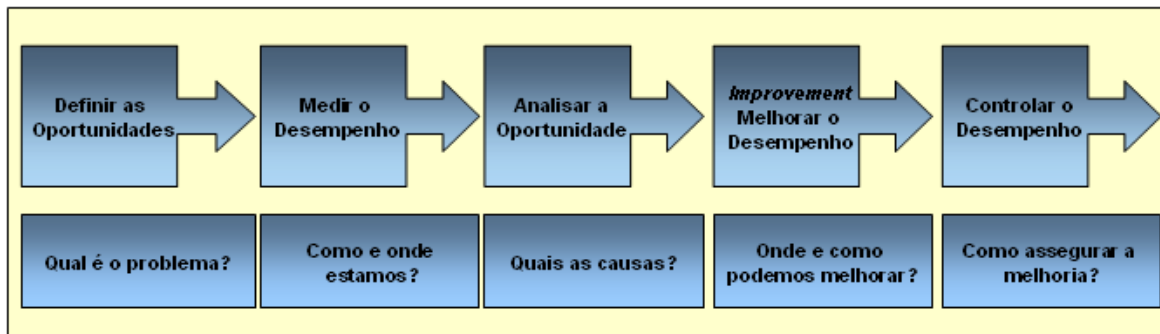 Definir as
Oportunidades
Medir o
Desempenho
Analisar a
Oportunidade
Improvement
Melhorar o
Desempenho
Controlar o
Desempenho
Qual é o problema?
Como e onde
estamos?
Quais as causas?
Onde e como
podemos melhorar?
Como assegurar a
melhoria?